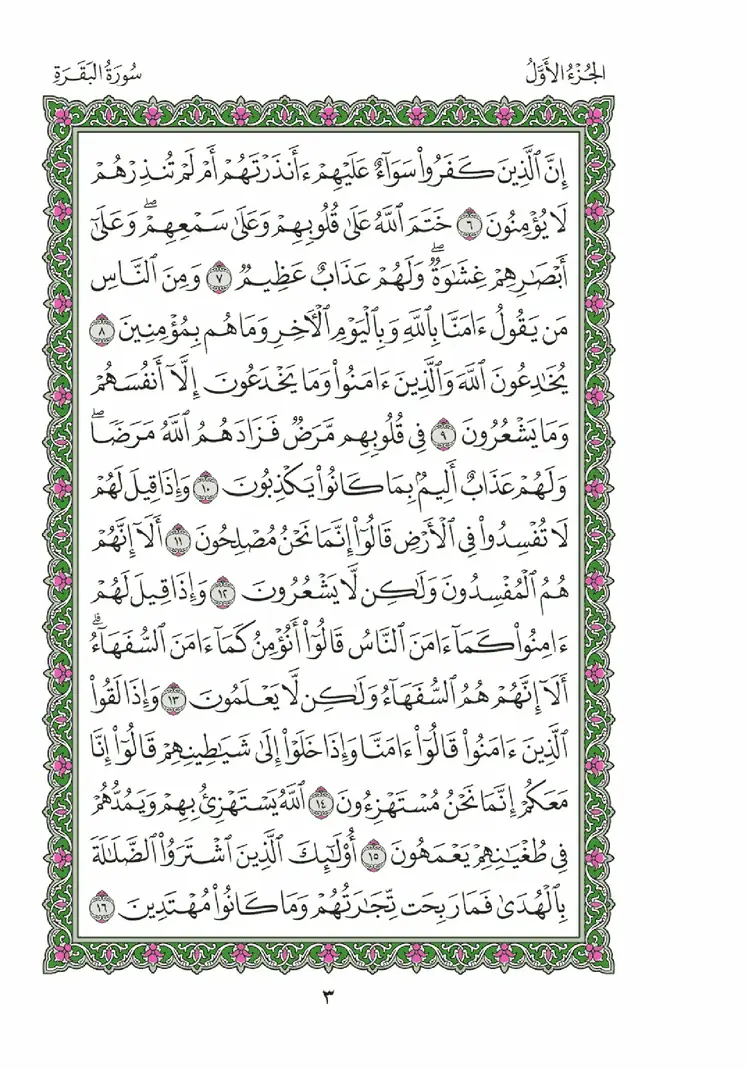 الجُزْءُ الأَوَّلُ
سُورَةُ البَقَرَةِ
إِنَّ ٱلَّذِينَ كَفَرُواْ سَوَآءٌ عَلَيۡهِمۡ ءَأَنذَرۡتَهُمۡ أَمۡ لَمۡ تُنذِرۡهُمۡ
لَا يُؤۡمِنُونَ ٦ خَتَمَ ٱللَّهُ عَلَىٰ قُلُوبِهِمۡ وَعَلَىٰ سَمۡعِهِمۡۖ وَعَلَىٰٓ
أَبۡصَٰرِهِمۡ غِشَٰوَةٞۖ وَلَهُمۡ عَذَابٌ عَظِيمٞ ٧ وَمِنَ ٱلنَّاسِ
مَن يَقُولُ ءَامَنَّا بِٱللَّهِ وَبِٱلۡيَوۡمِ ٱلۡأٓخِرِ وَمَا هُم بِمُؤۡمِنِينَ ٨
يُخَٰدِعُونَ ٱللَّهَ وَٱلَّذِينَ ءَامَنُواْ وَمَا يَخۡدَعُونَ إِلَّآ أَنفُسَهُمۡ
وَمَا يَشۡعُرُونَ ٩ فِي قُلُوبِهِم مَّرَضٞ فَزَادَهُمُ ٱللَّهُ مَرَضٗاۖ
وَلَهُمۡ عَذَابٌ أَلِيمُۢ بِمَا كَانُواْ يَكۡذِبُونَ ١٠ وَإِذَا قِيلَ لَهُمۡ
لَا تُفۡسِدُواْ فِي ٱلۡأَرۡضِ قَالُوٓاْ إِنَّمَا نَحۡنُ مُصۡلِحُونَ ١١ أَلَآ إِنَّهُمۡ
هُمُ ٱلۡمُفۡسِدُونَ وَلَٰكِن لَّا يَشۡعُرُونَ ١٢ وَإِذَا قِيلَ لَهُمۡ
ءَامِنُواْ كَمَآ ءَامَنَ ٱلنَّاسُ قَالُوٓاْ أَنُؤۡمِنُ كَمَآ ءَامَنَ ٱلسُّفَهَآءُۗ
أَلَآ إِنَّهُمۡ هُمُ ٱلسُّفَهَآءُ وَلَٰكِن لَّا يَعۡلَمُونَ ١٣ وَإِذَا لَقُواْ
ٱلَّذِينَ ءَامَنُواْ قَالُوٓاْ ءَامَنَّا وَإِذَا خَلَوۡاْ إِلَىٰ شَيَٰطِينِهِمۡ قَالُوٓاْ إِنَّا
مَعَكُمۡ إِنَّمَا نَحۡنُ مُسۡتَهۡزِءُونَ ١٤ ٱللَّهُ يَسۡتَهۡزِئُ بِهِمۡ وَيَمُدُّهُمۡ
فِي طُغۡيَٰنِهِمۡ يَعۡمَهُونَ ١٥ أُوْلَٰٓئِكَ ٱلَّذِينَ ٱشۡتَرَوُاْ ٱلضَّلَٰلَةَ
بِٱلۡهُدَىٰ فَمَا رَبِحَت تِّجَٰرَتُهُمۡ وَمَا كَانُواْ مُهۡتَدِينَ ١٦
٣